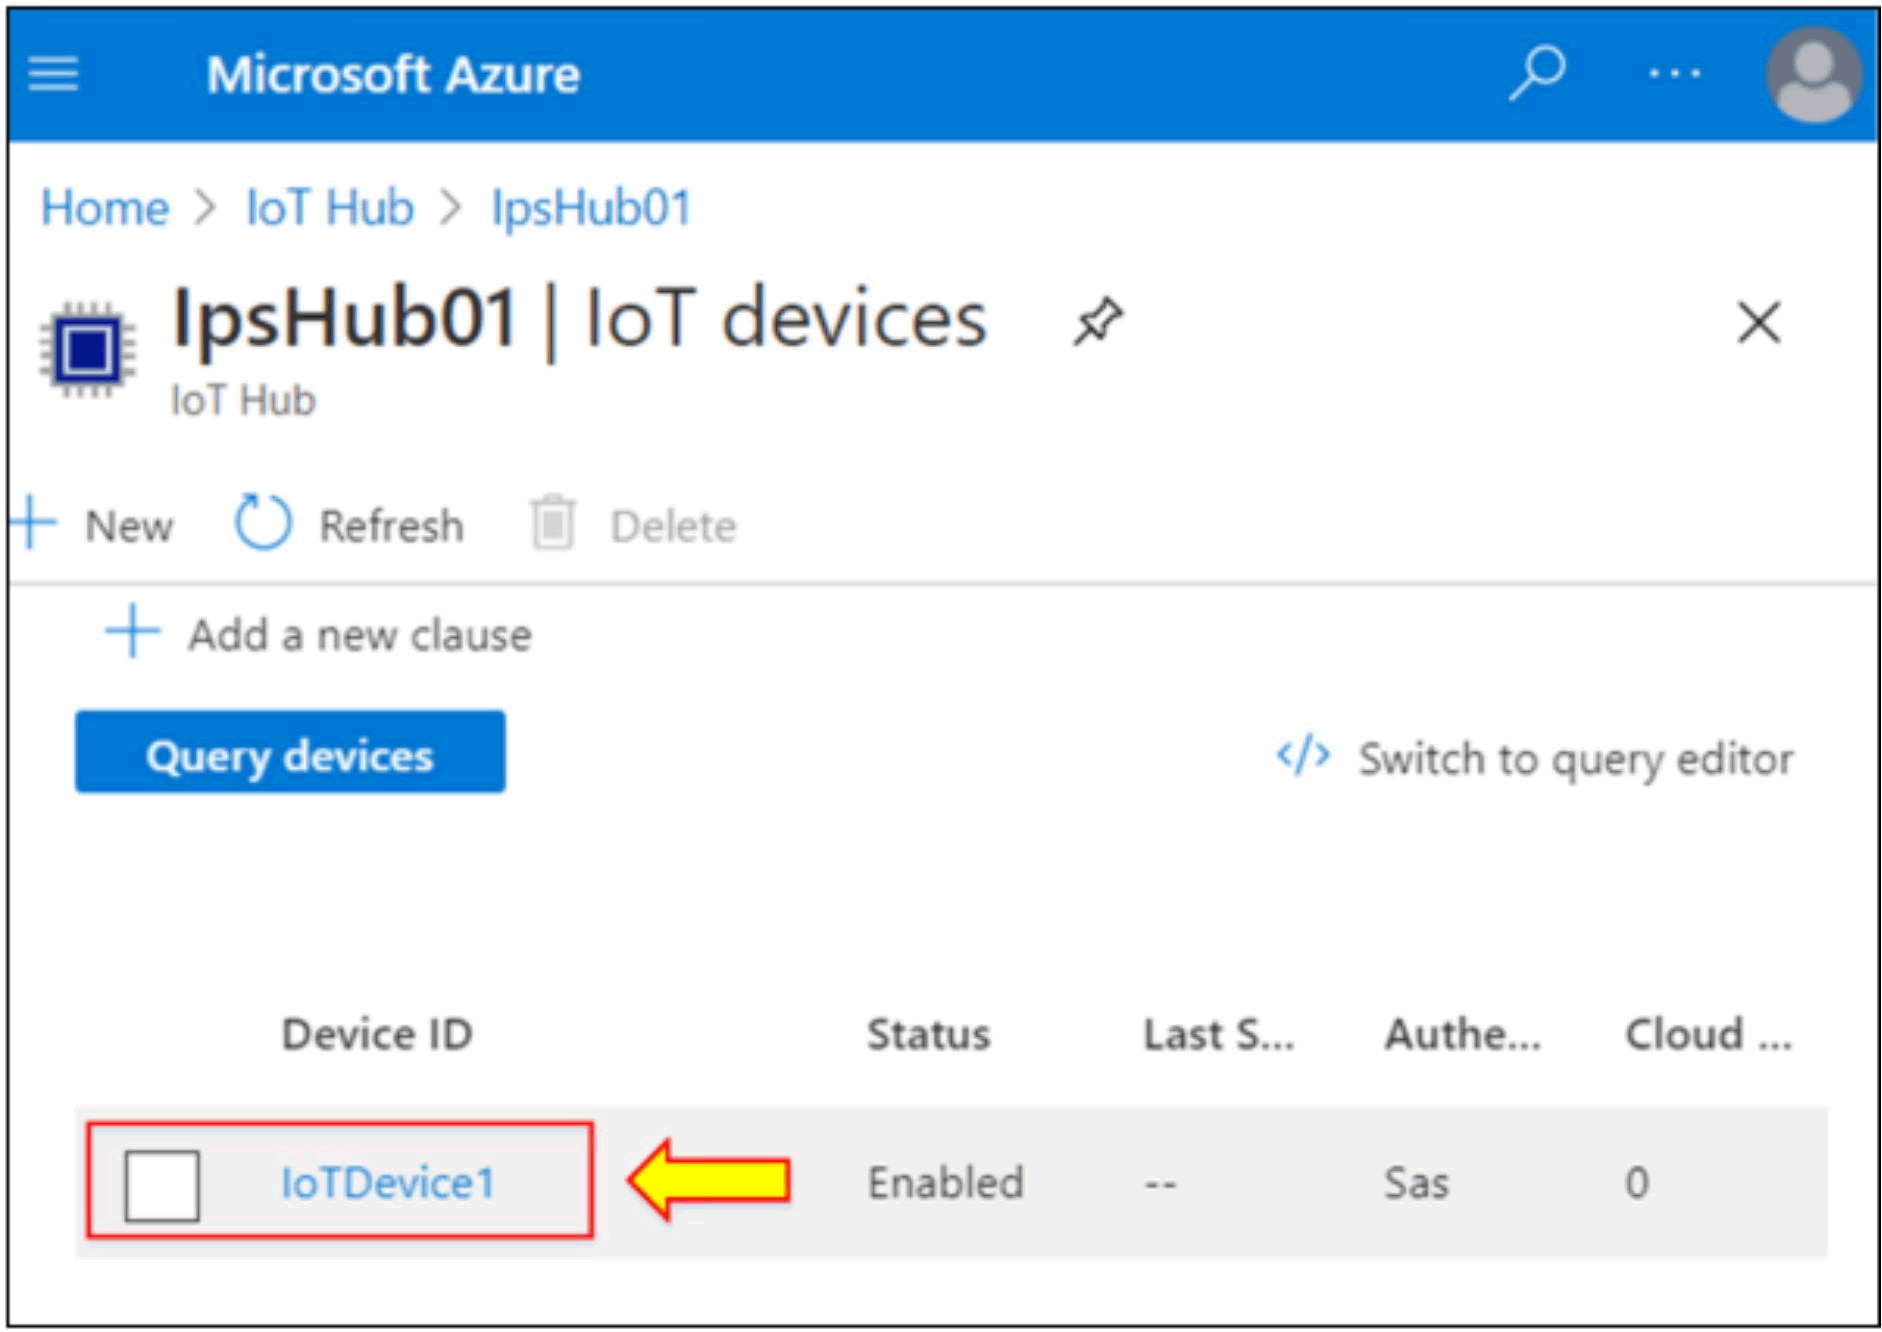 Microsoft Azure
Home > IoT Hub > IpsHub01
IpsHub01 | IoT devices
IoT Hub
New Refresh Delete
Add a new clause
Query devices </> Switch to query editor
Device ID Status Last S... Authe... Cloud ...
IoTDevice1 Enabled -- Sas 0